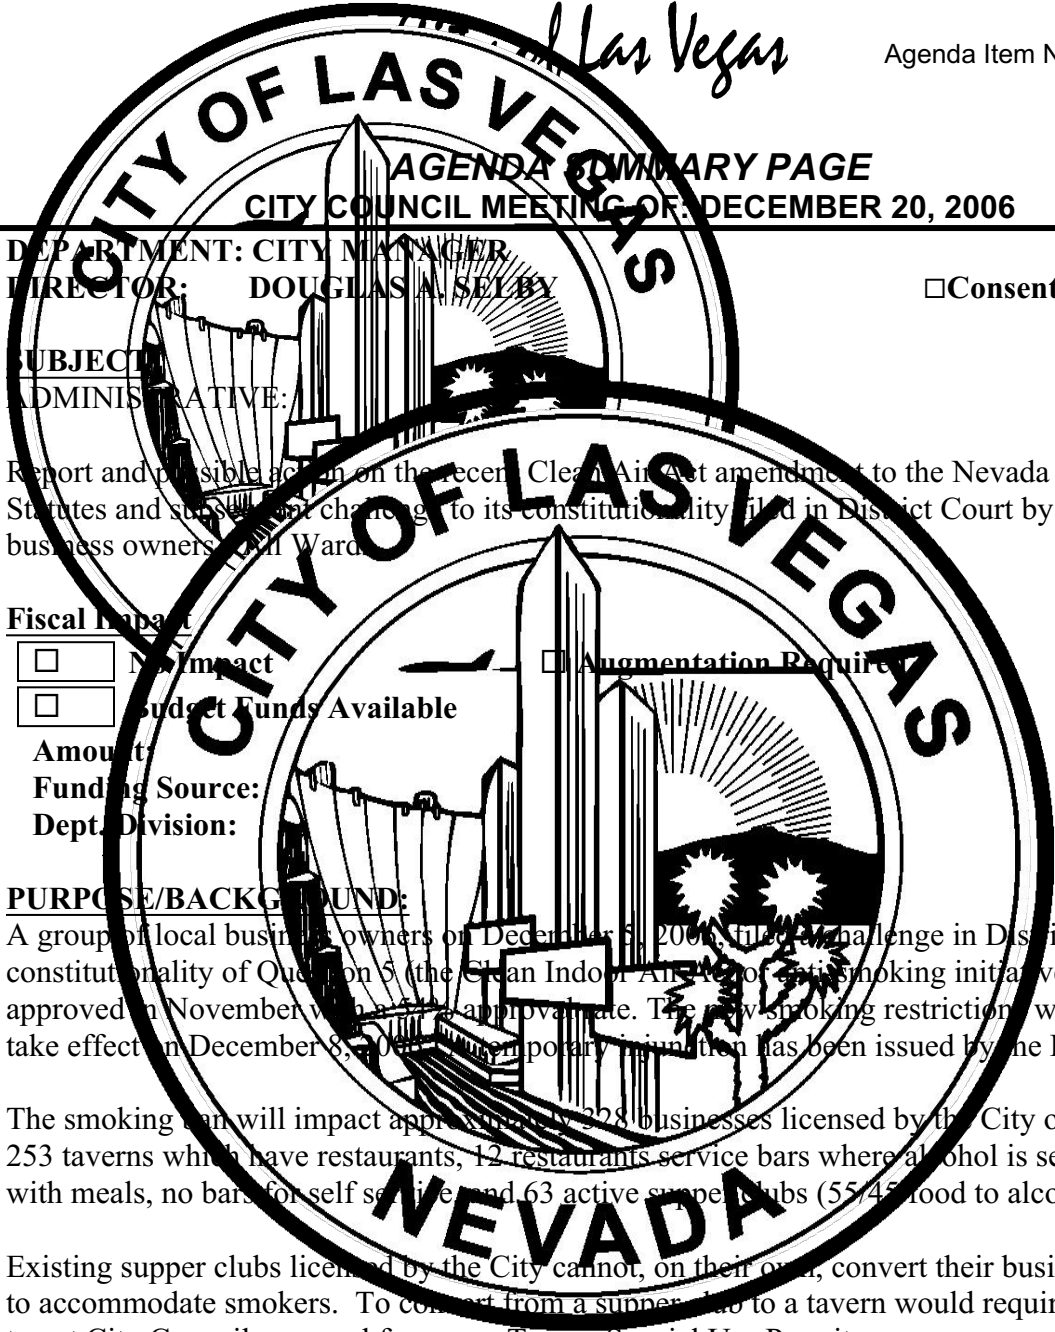 Las Vegas
Agenda Item N
AGENDA SUMMARY PAGE
CITY COUNCIL MEETING OF: DECEMBER 20, 2006
DEPARTMENT: CITY MANAGER
DIRECTOR: DOUGLAS A. SELBY
□Consent
SUBJECT:
ADMINISTRATIVE:
Report and possible action on the recent Clean Air Act amendment to the Nevada
Statutes and subsequent challenge to its constitutionality filed in District Court by
business owners - All Wards
Fiscal Impact
□ No Impact □ Augmentation Required
□ Budget Funds Available
Amount:
Funding Source:
Dept./Division:
PURPOSE/BACKGROUND:
A group of local business owners on December 5, 2006, filed a challenge in Distri
constitutionality of Question 5 (the Clean Indoor Air Act or anti-smoking initiative
approved in November with a approval rate. The new smoking restrictions w
take effect on December 8, 2006. A temporary injunction has been issued by the
The smoking ban will impact approximately 328 businesses licensed by the City o
253 taverns which have restaurants, 12 restaurants service bars where alcohol is se
with meals, no bars for self service, and 63 active supper clubs (55/45 food to alco
Existing supper clubs licensed by the City cannot, on their own, convert their busi
to accommodate smokers. To convert from a supper club to a tavern would requir
CITY OF LAS VEGAS
CITY OF LAS VEGAS
NEVADA